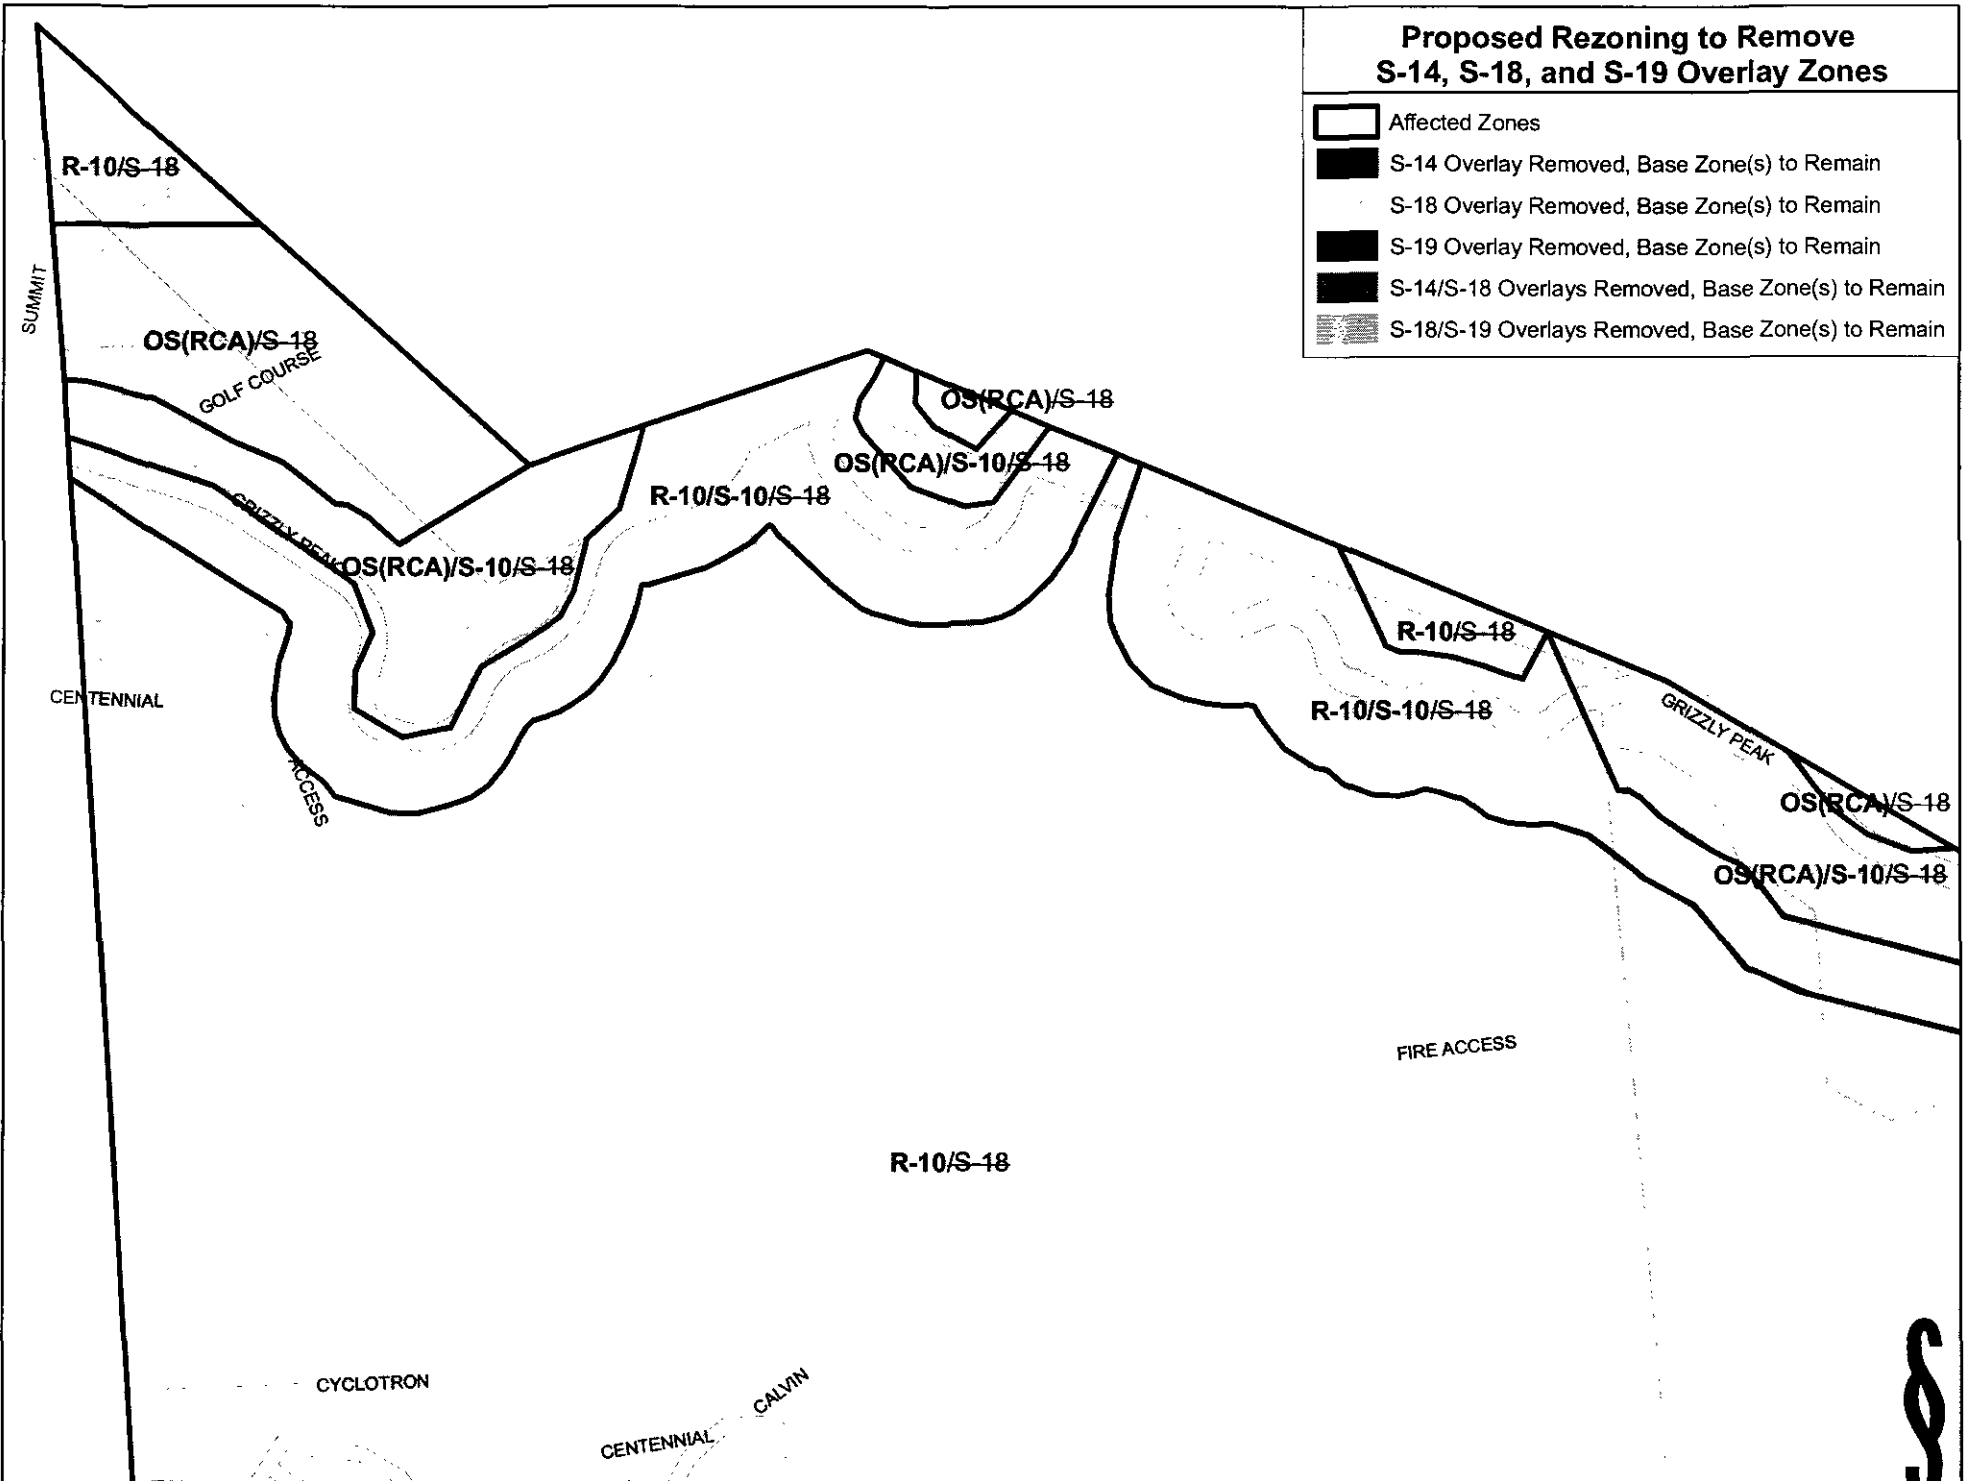 Proposed Rezoning to Remove
S-14, S-18, and S-19 Overlay Zones
Affected Zones
S-14 Overlay Removed, Base Zone(s) to Remain
S-18 Overlay Removed, Base Zone(s) to Remain
S-19 Overlay Removed, Base Zone(s) to Remain
S-14/S-18 Overlays Removed, Base Zone(s) to Remain
S-18/S-19 Overlays Removed, Base Zone(s) to Remain
R-10/S-18
SUMMIT
OS(RCA)/S-18
GOLF COURSE
OS(RCA)/S-18
OS(RCA)/S-10/S-18
R-10/S-10/S-18
GRIZZLY PEAK
OS(RCA)/S-10/S-18
R-10/S-18
CENTENNIAL
R-10/S-10/S-18
GRIZZLY PEAK
ACCESS
OS(RCA)/S-18
OS(RCA)/S-10/S-18
FIRE ACCESS
R-10/S-18
CYCLOTRON
CALVIN
CENTENNIAL